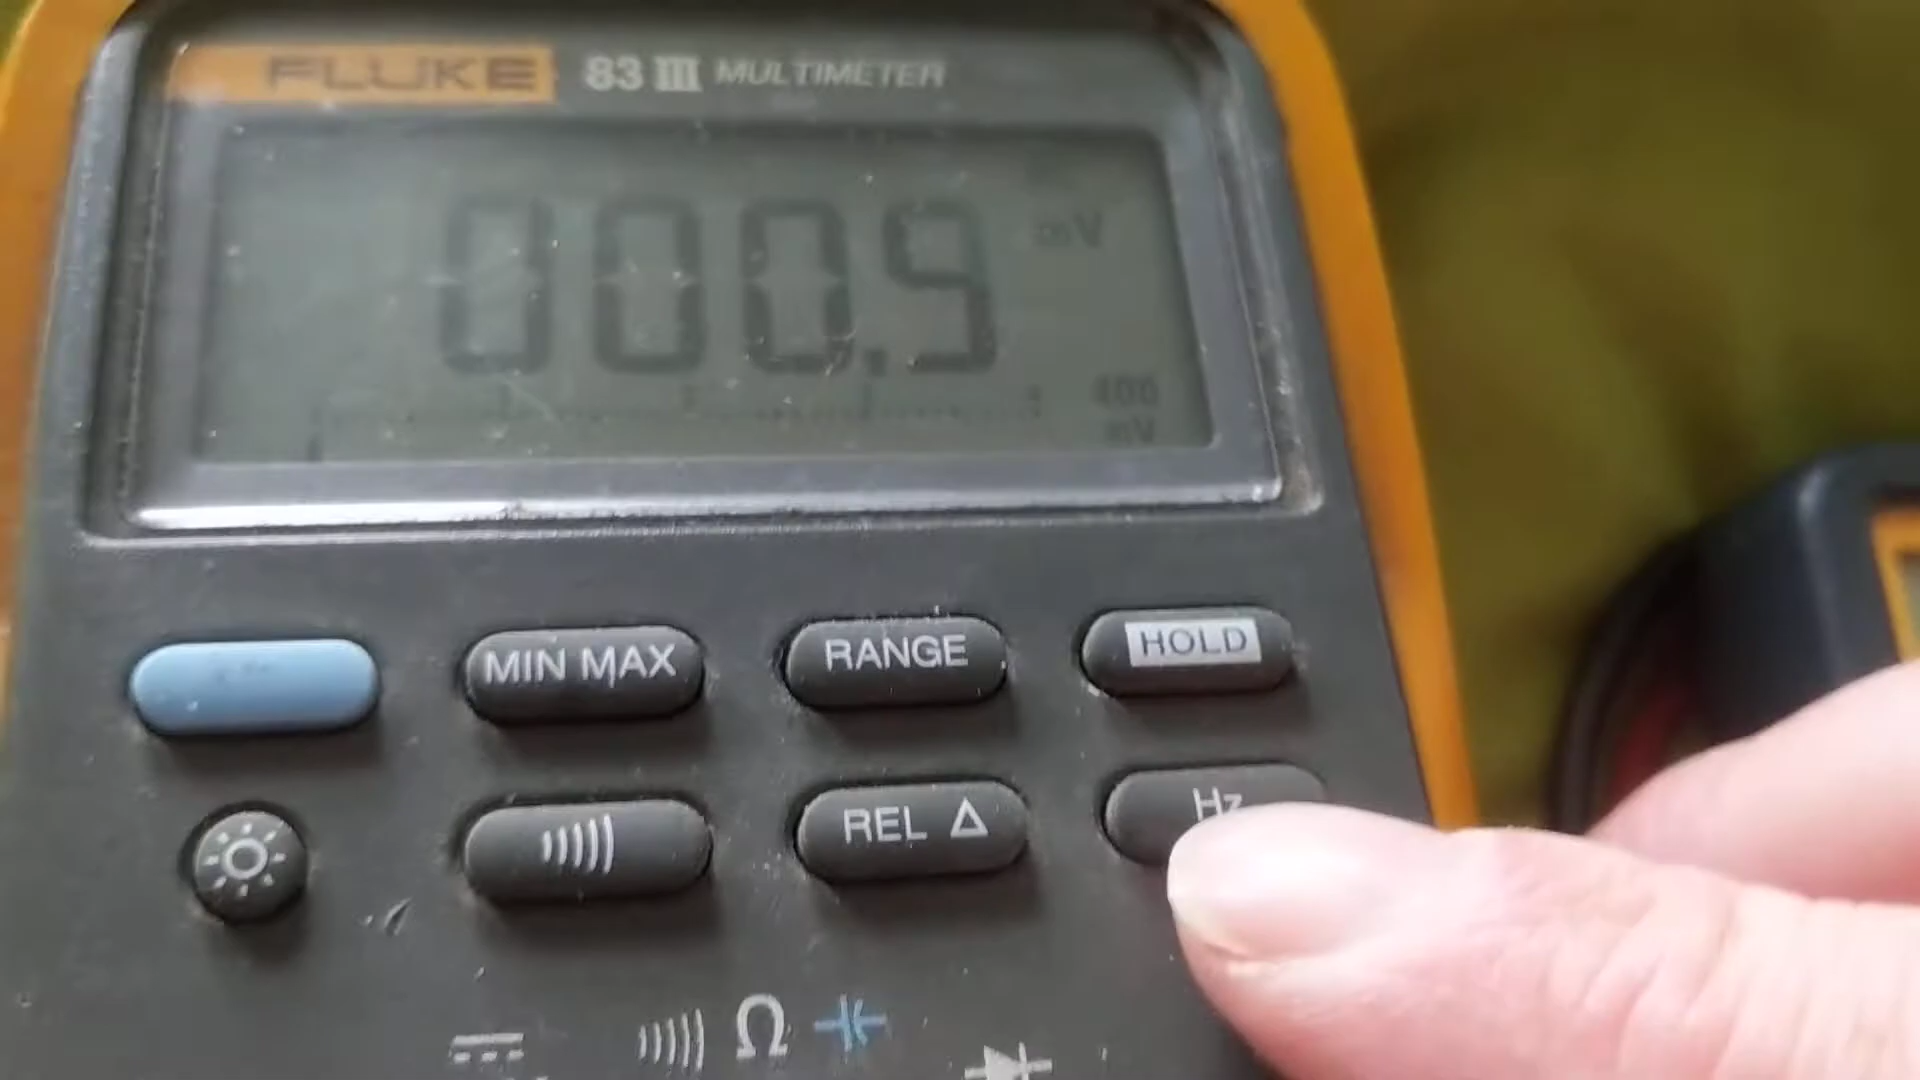 FLUKE 83 III MULTIMETER
000.9 mV
400
mV
MIN MAX RANGE HOLD
REL Δ Hz
Ω